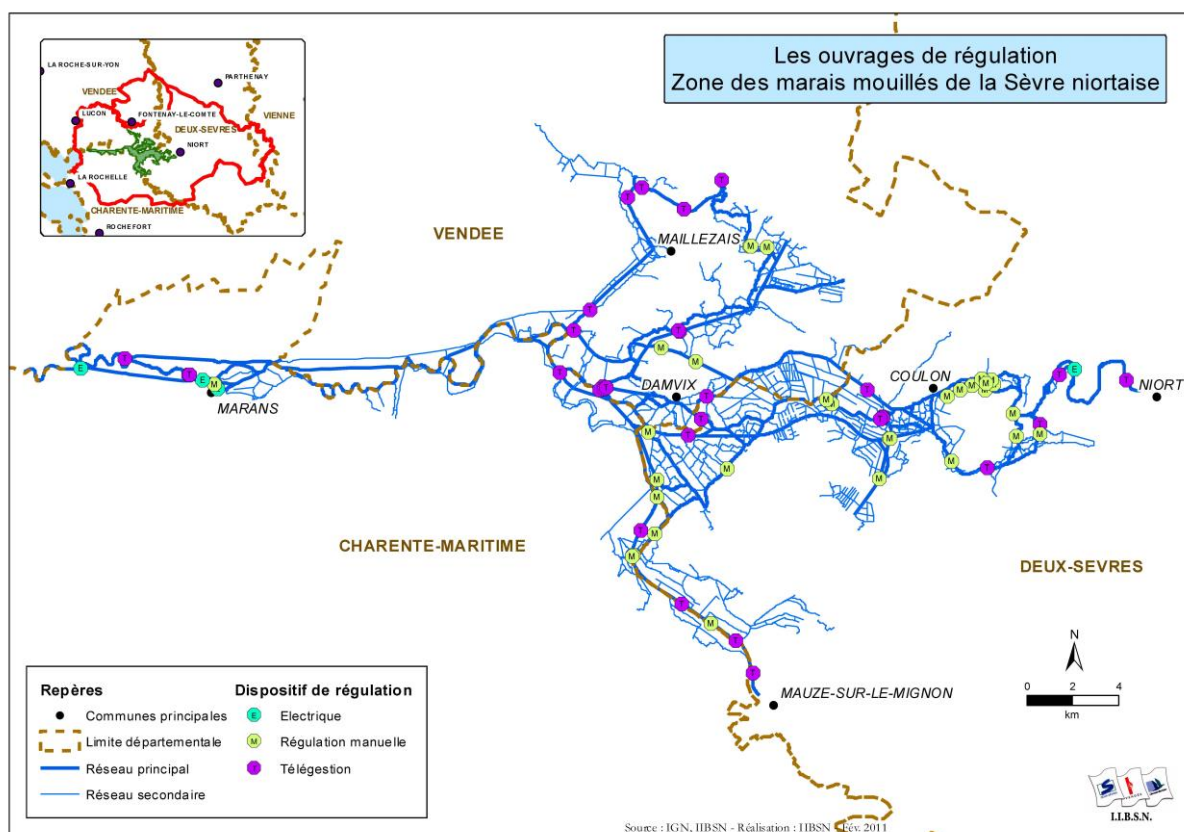 Les ouvrages de régulation
Zone des marais mouillés de la Sèvre niortaise
LA ROCHE-SUR-YON
PARTHENAY
VENDEE
VIENNE
LUCON
FONTENAY-LE-COMTE
DEUX-SEVRES
NIORT
LA ROCHELLE
CHARENTE-MARITIME
ROCHEFORT
VENDEE
MAILLEZAIS
MARANS
DAMVIX
COULON
NIORT
CHARENTE-MARITIME
DEUX-SEVRES
MAUZE-SUR-LE-MIGNON
N
0 2 4
km
Repères
Communes principales
Limite départementale
Réseau principal
Réseau secondaire
Dispositif de régulation
E Electrique
M Régulation manuelle
T Télégestion
I.I.B.S.N.
Source : IGN, IIBSN - Réalisation : IIBSN - Fév. 2011